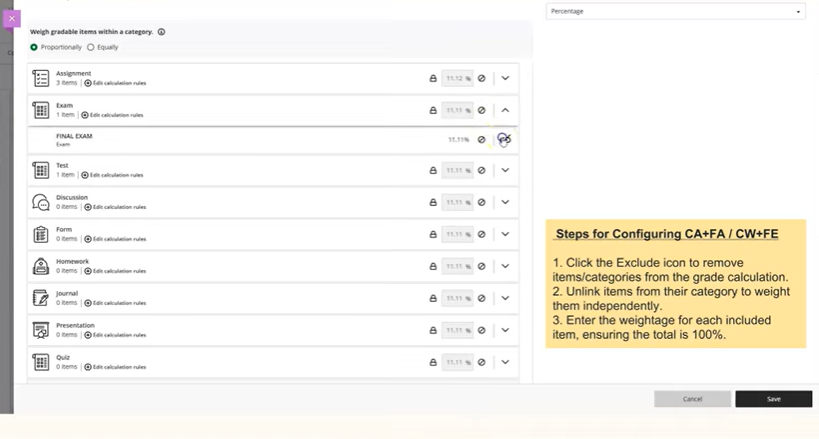 Percentage
Weigh gradable items within a category.
Proportionally Equally
Assignment
3 items | Edit calculation rules
11.12 %
Exam
1 item | Edit calculation rules
11.11 %
FINAL EXAM
Exam
11.11%
Test
1 item | Edit calculation rules
11.11 %
Discussion
0 items | Edit calculation rules
11.11 %
Form
0 items | Edit calculation rules
11.11 %
Homework
0 items | Edit calculation rules
11.11 %
Journal
0 items | Edit calculation rules
11.11 %
Presentation
0 items | Edit calculation rules
11.11 %
Quiz
0 items | Edit calculation rules
11.11 %
Steps for Configuring CA+FA / CW+FE
1. Click the Exclude icon to remove
items/categories from the grade calculation.
2. Unlink items from their category to weight
them independently.
3. Enter the weightage for each included
item, ensuring the total is 100%.
Cancel
Save